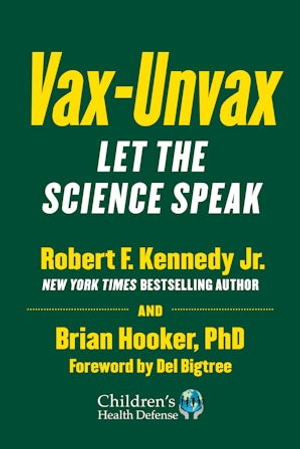 Vax-Unvax
LET THE
SCIENCE SPEAK
Robert F. Kennedy Jr.
NEW YORK TIMES BESTSELLING AUTHOR
AND
Brian Hooker, PhD
Foreword by Del Bigtree
Children's
Health Defense